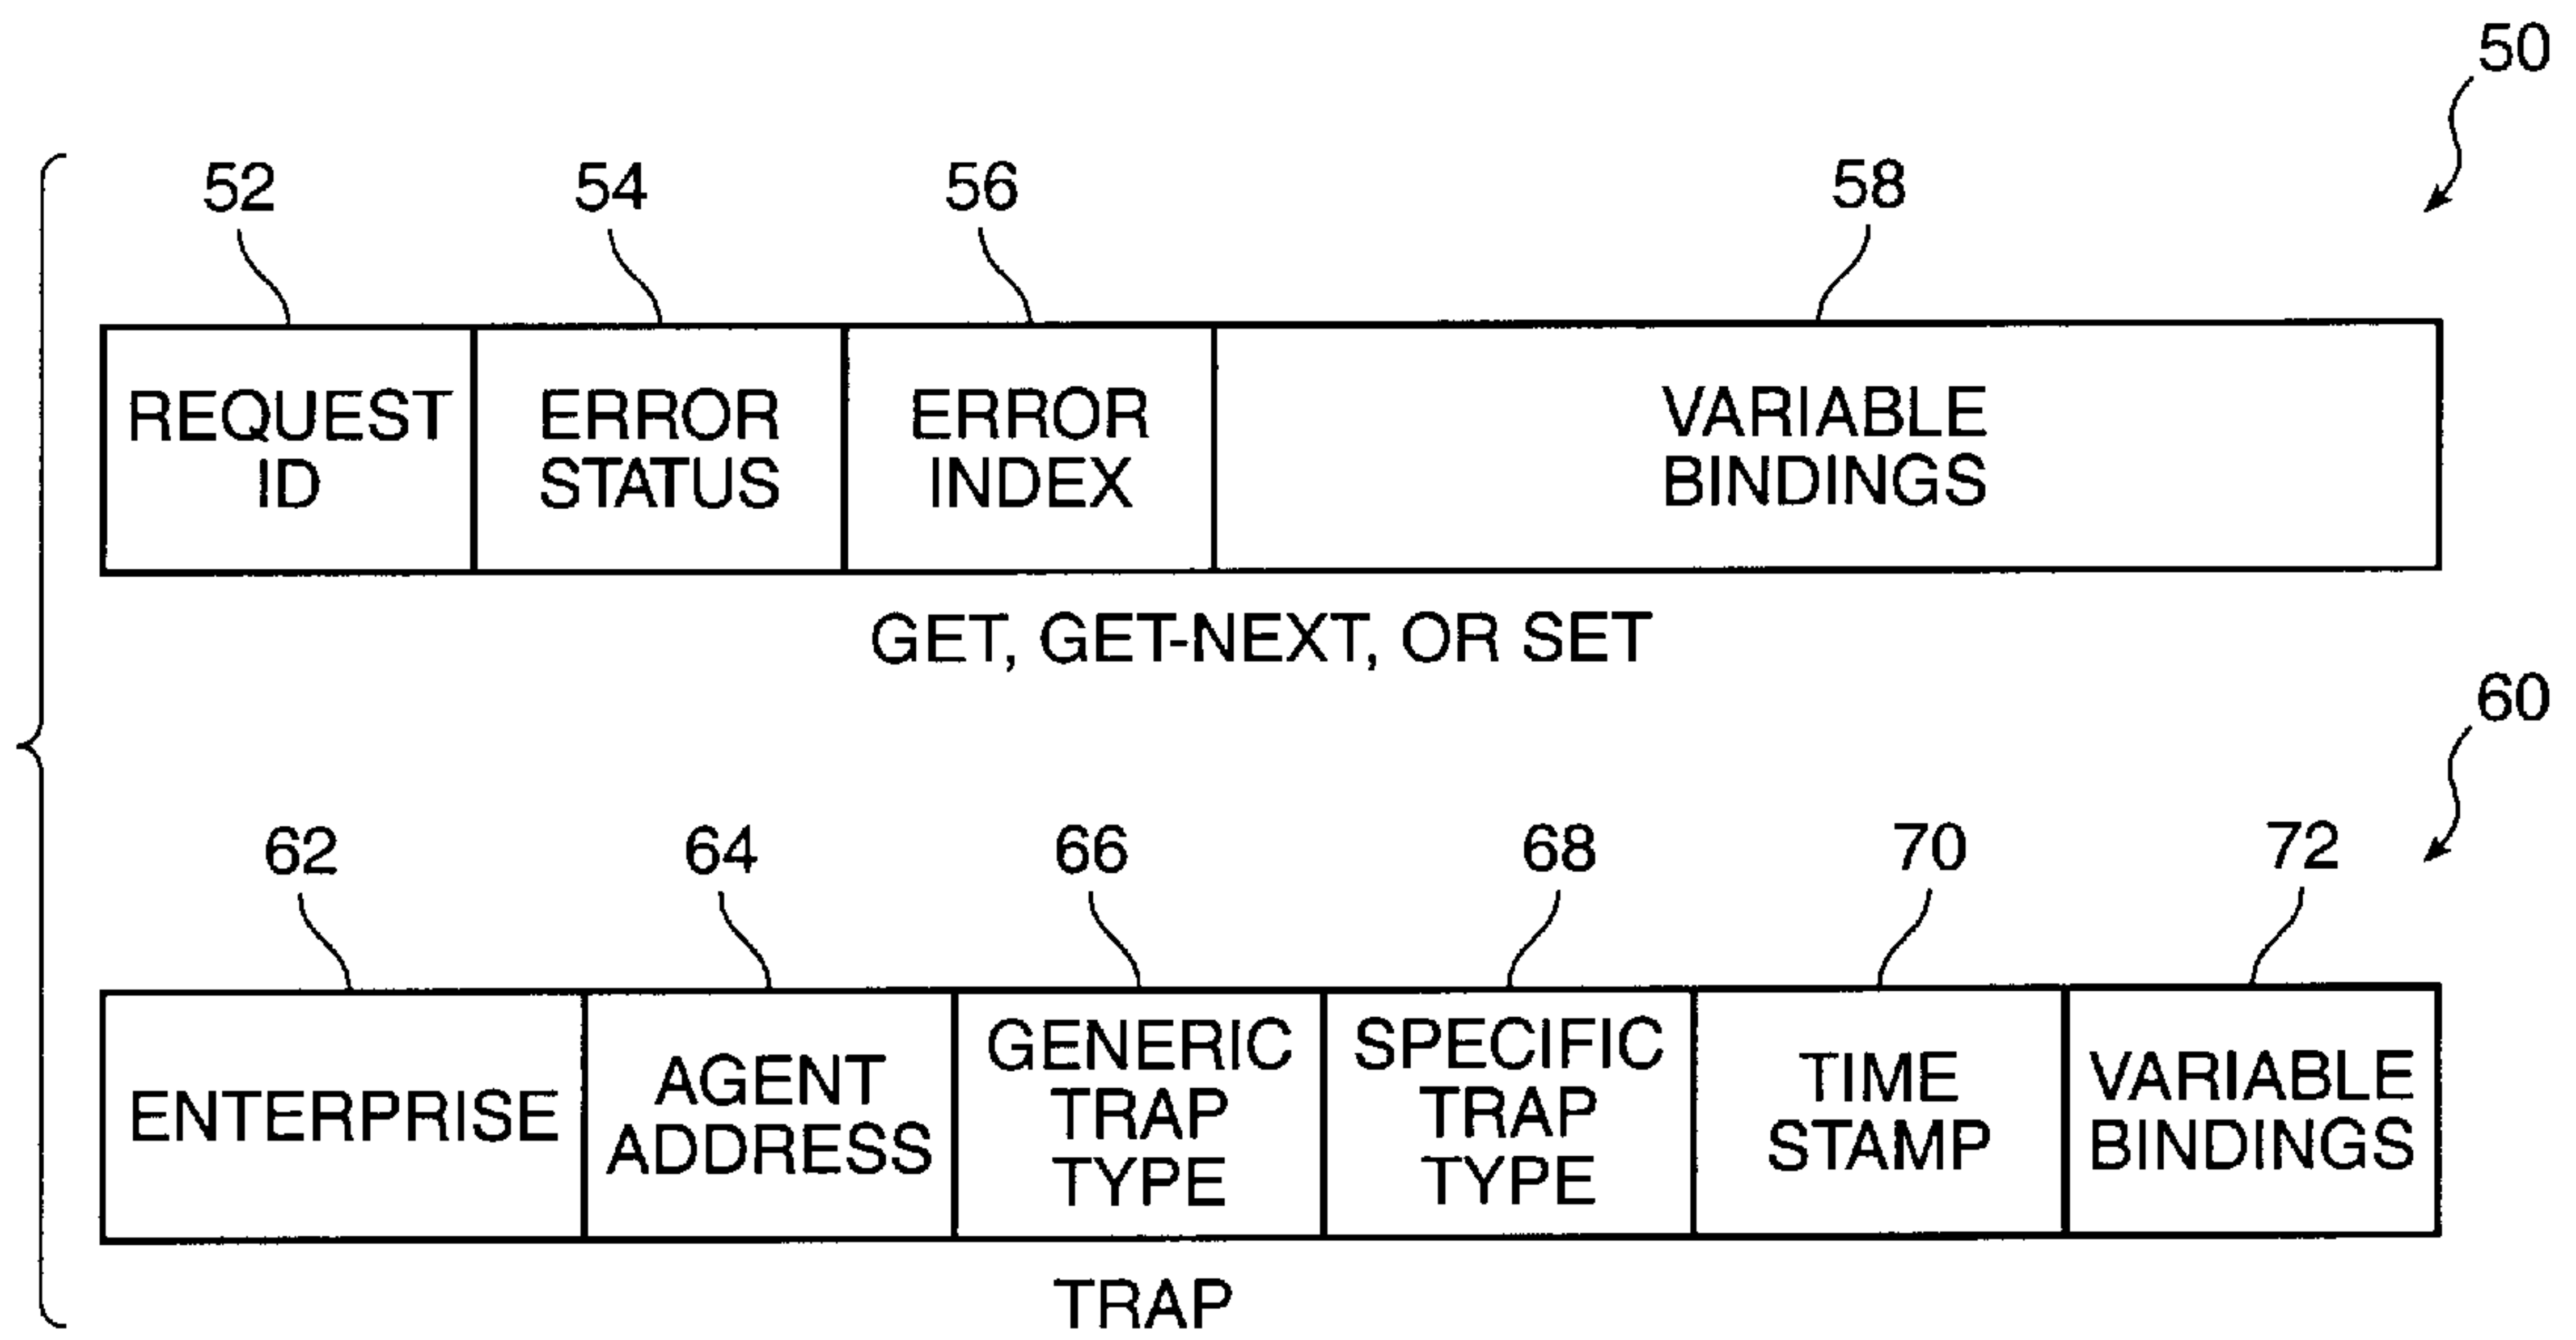 50
52 54 56 58
REQUEST ID
ERROR STATUS
ERROR INDEX
VARIABLE BINDINGS
GET, GET-NEXT, OR SET
60
62 64 66 68 70 72
ENTERPRISE
AGENT ADDRESS
GENERIC TRAP TYPE
SPECIFIC TRAP TYPE
TIME STAMP
VARIABLE BINDINGS
TRAP